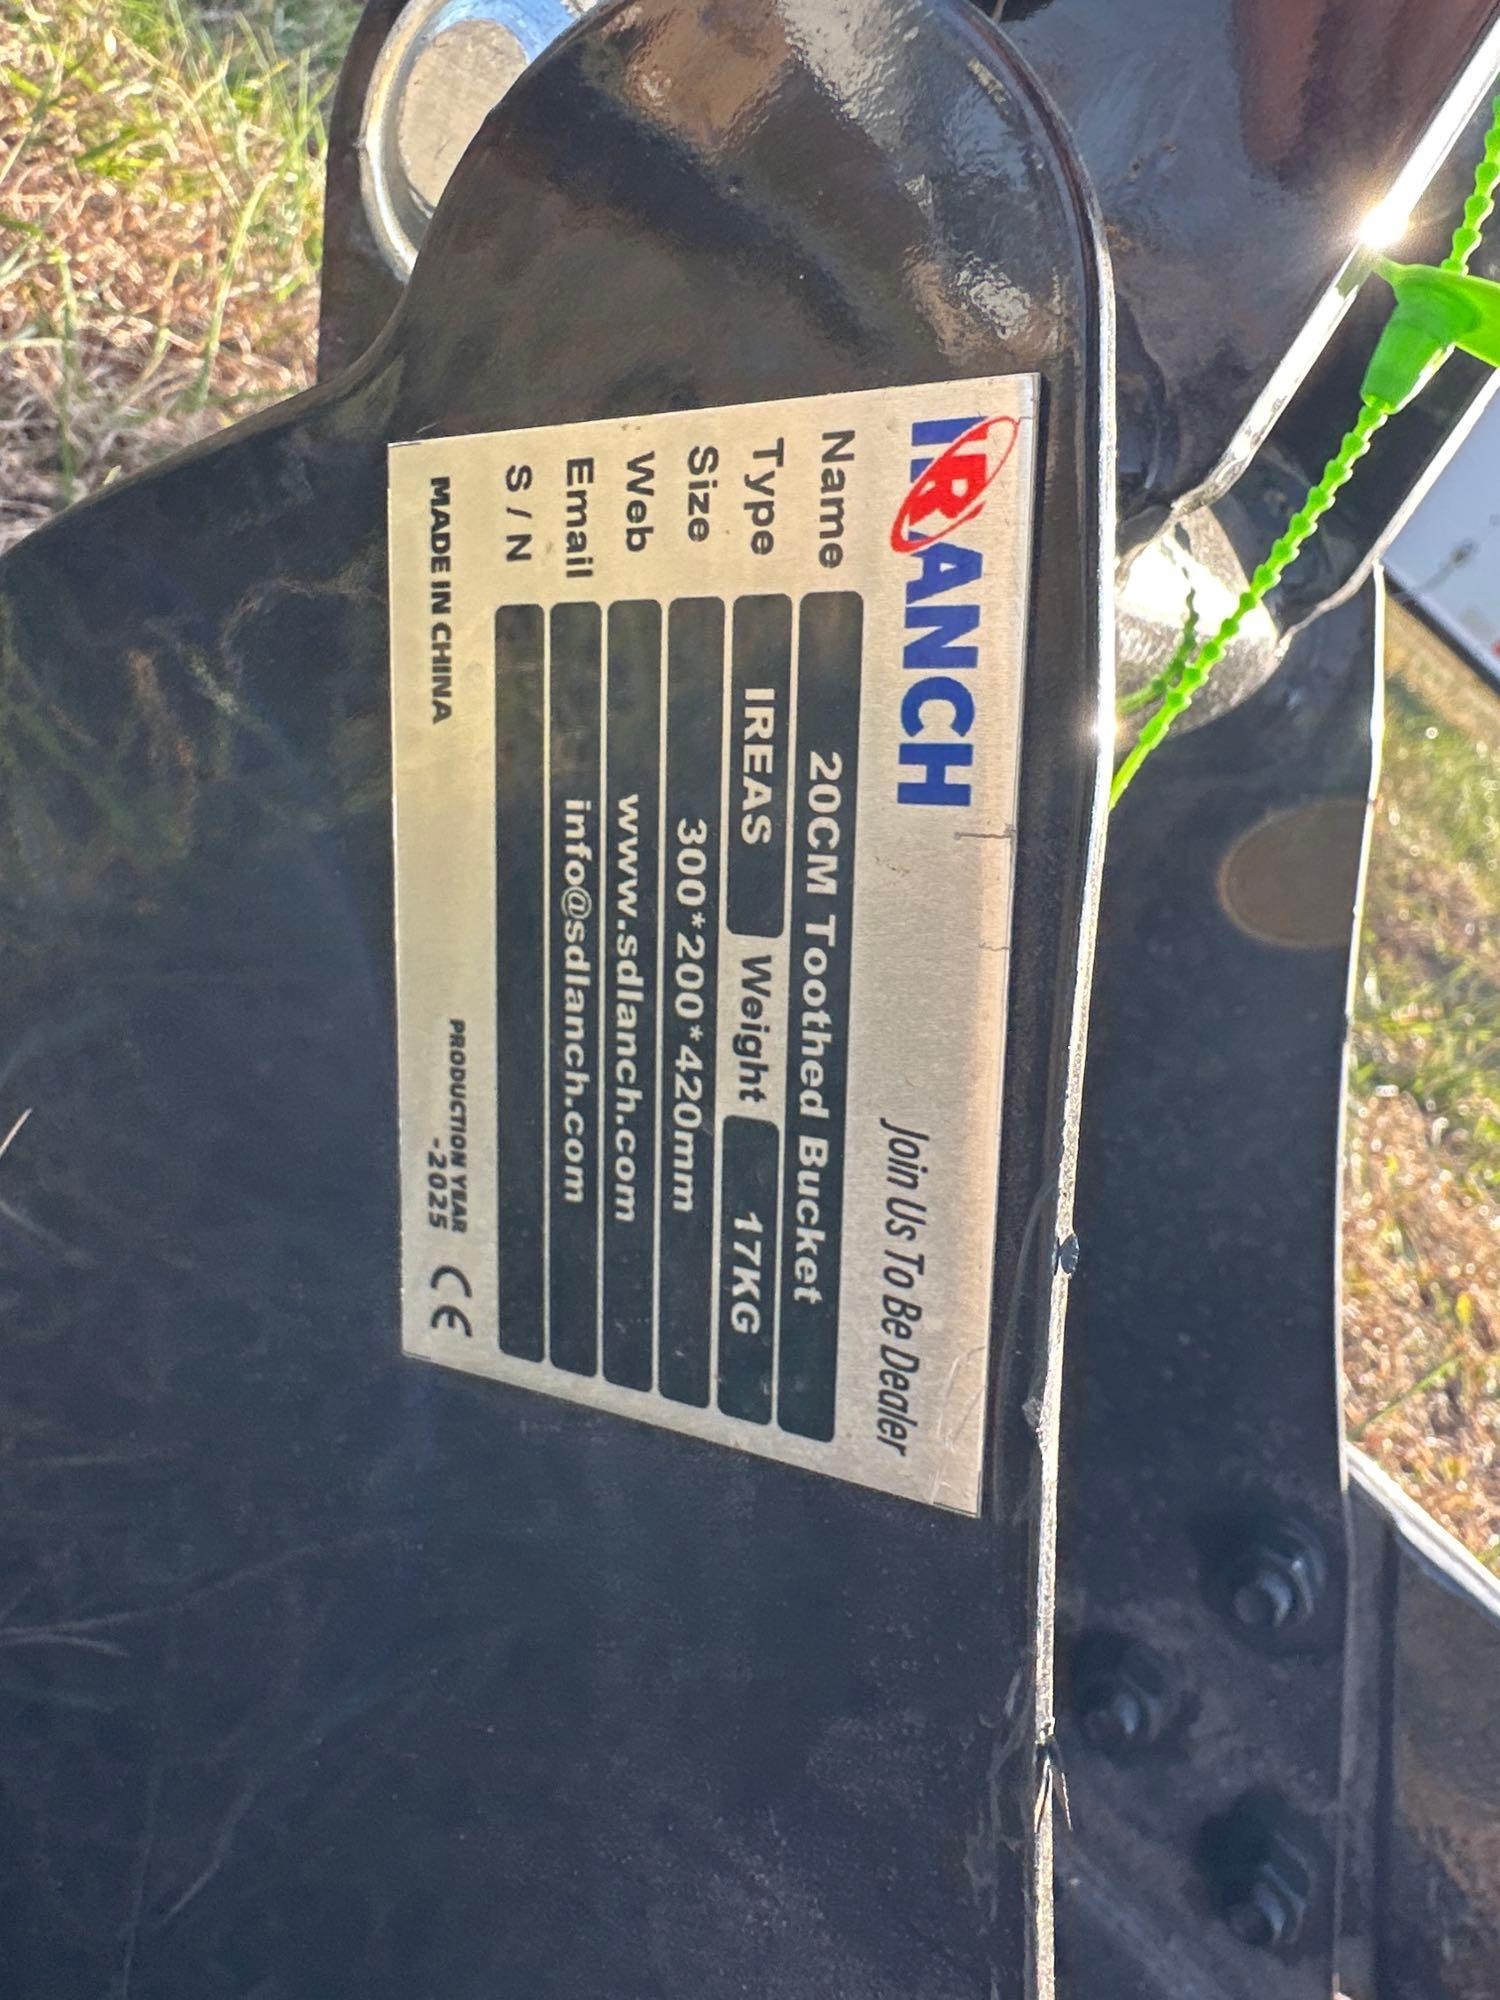 IRANCH
Join Us To Be Dealer
Name 20CM Toothed Bucket
Type IREAS Weight 17KG
Size 300*200*420mm
Web www.sdlanch.com
Email info@sdlanch.com
S / N
MADE IN CHINA
PRODUCTION YEAR
-2025
CE